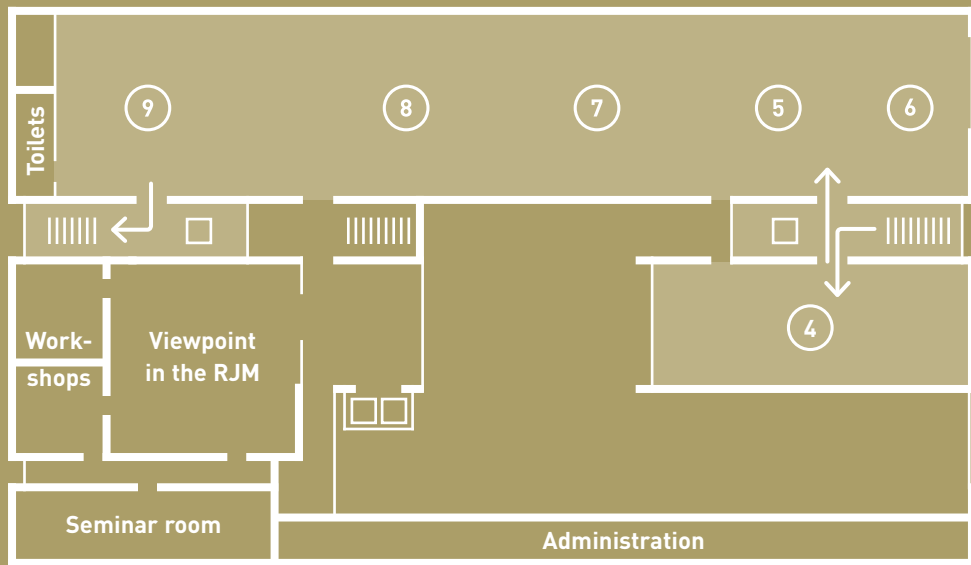 Toilets
9
8
7
5
6
4
Work-
shops
Viewpoint
in the RJM
Seminar room
Administration